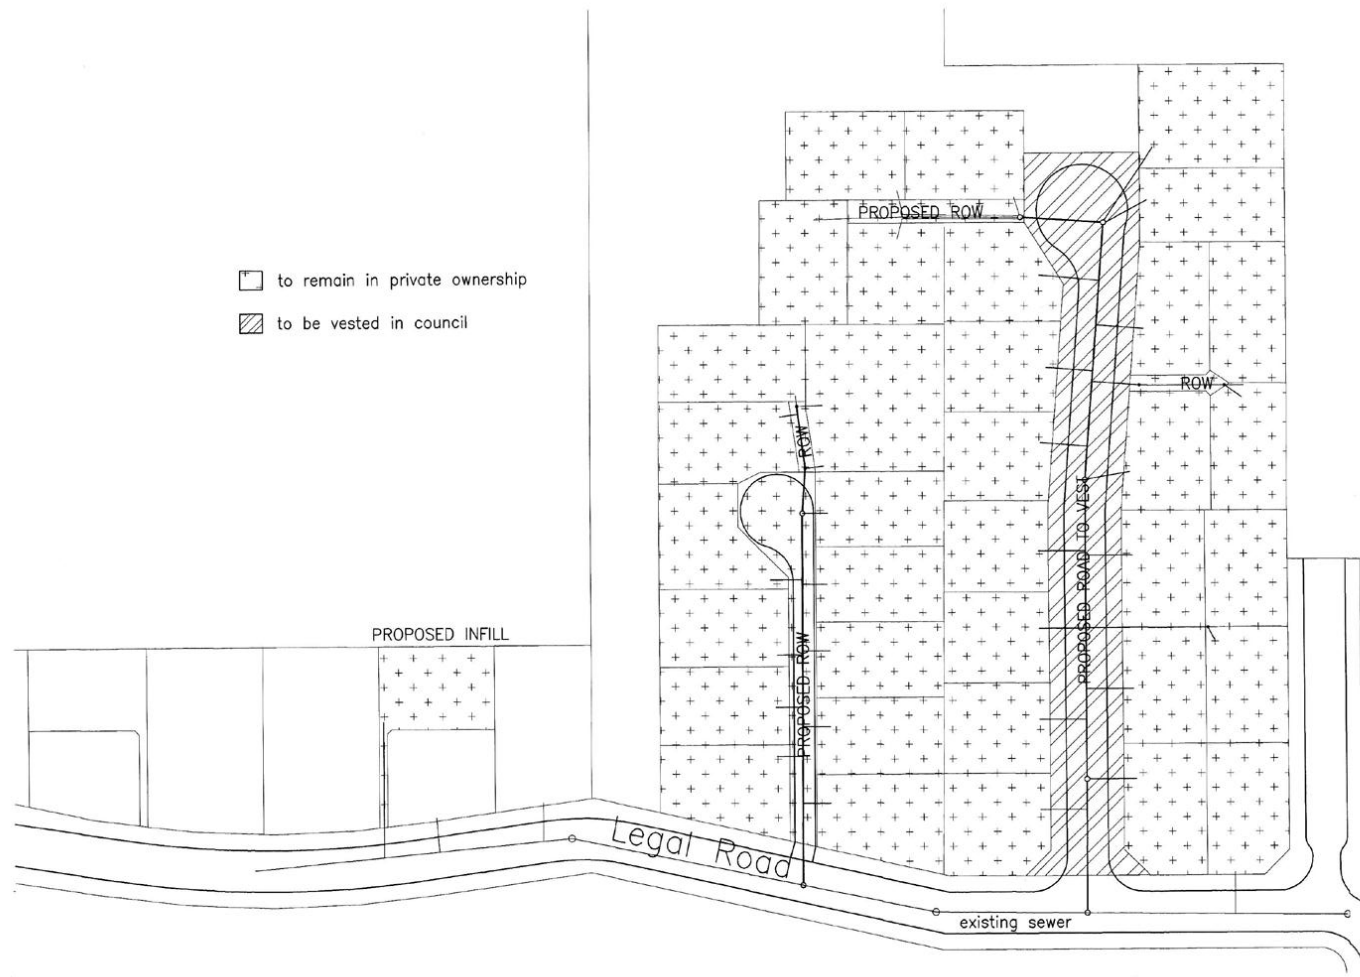 PROPOSED ROW
to remain in private ownership
to be vested in council
ROW
ROW
PROPOSED ROAD TO VEST
PROPOSED INFILL
PROPOSED ROW
Legal Road
existing sewer